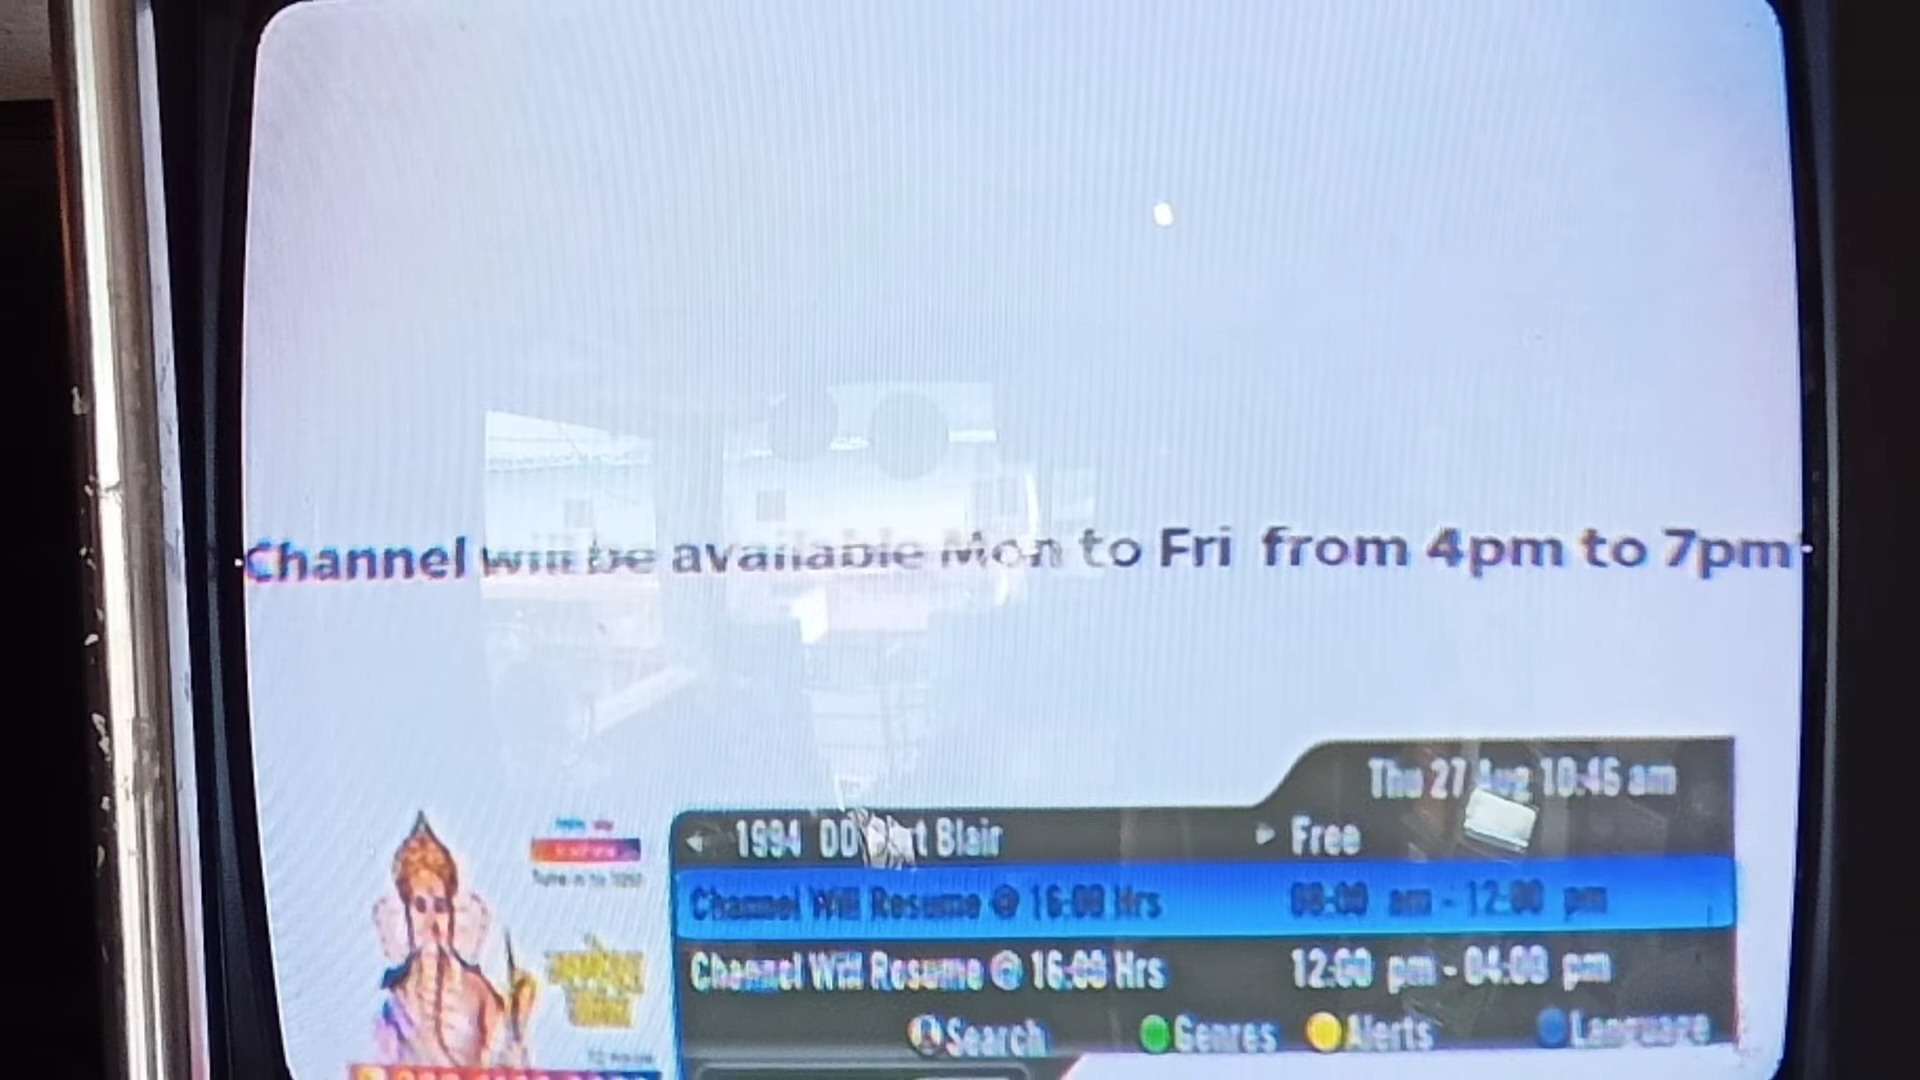 Channel will be available Mon to Fri from 4pm to 7pm
Thu 27 Aug 10:46 am
1994 DD Port Blair
Free
Channel Will Resume @ 16:00 Hrs 08:00 am - 12:00 pm
Channel Will Resume @ 16:00 Hrs 12:00 pm - 04:00 pm
Search Genres Alerts Language